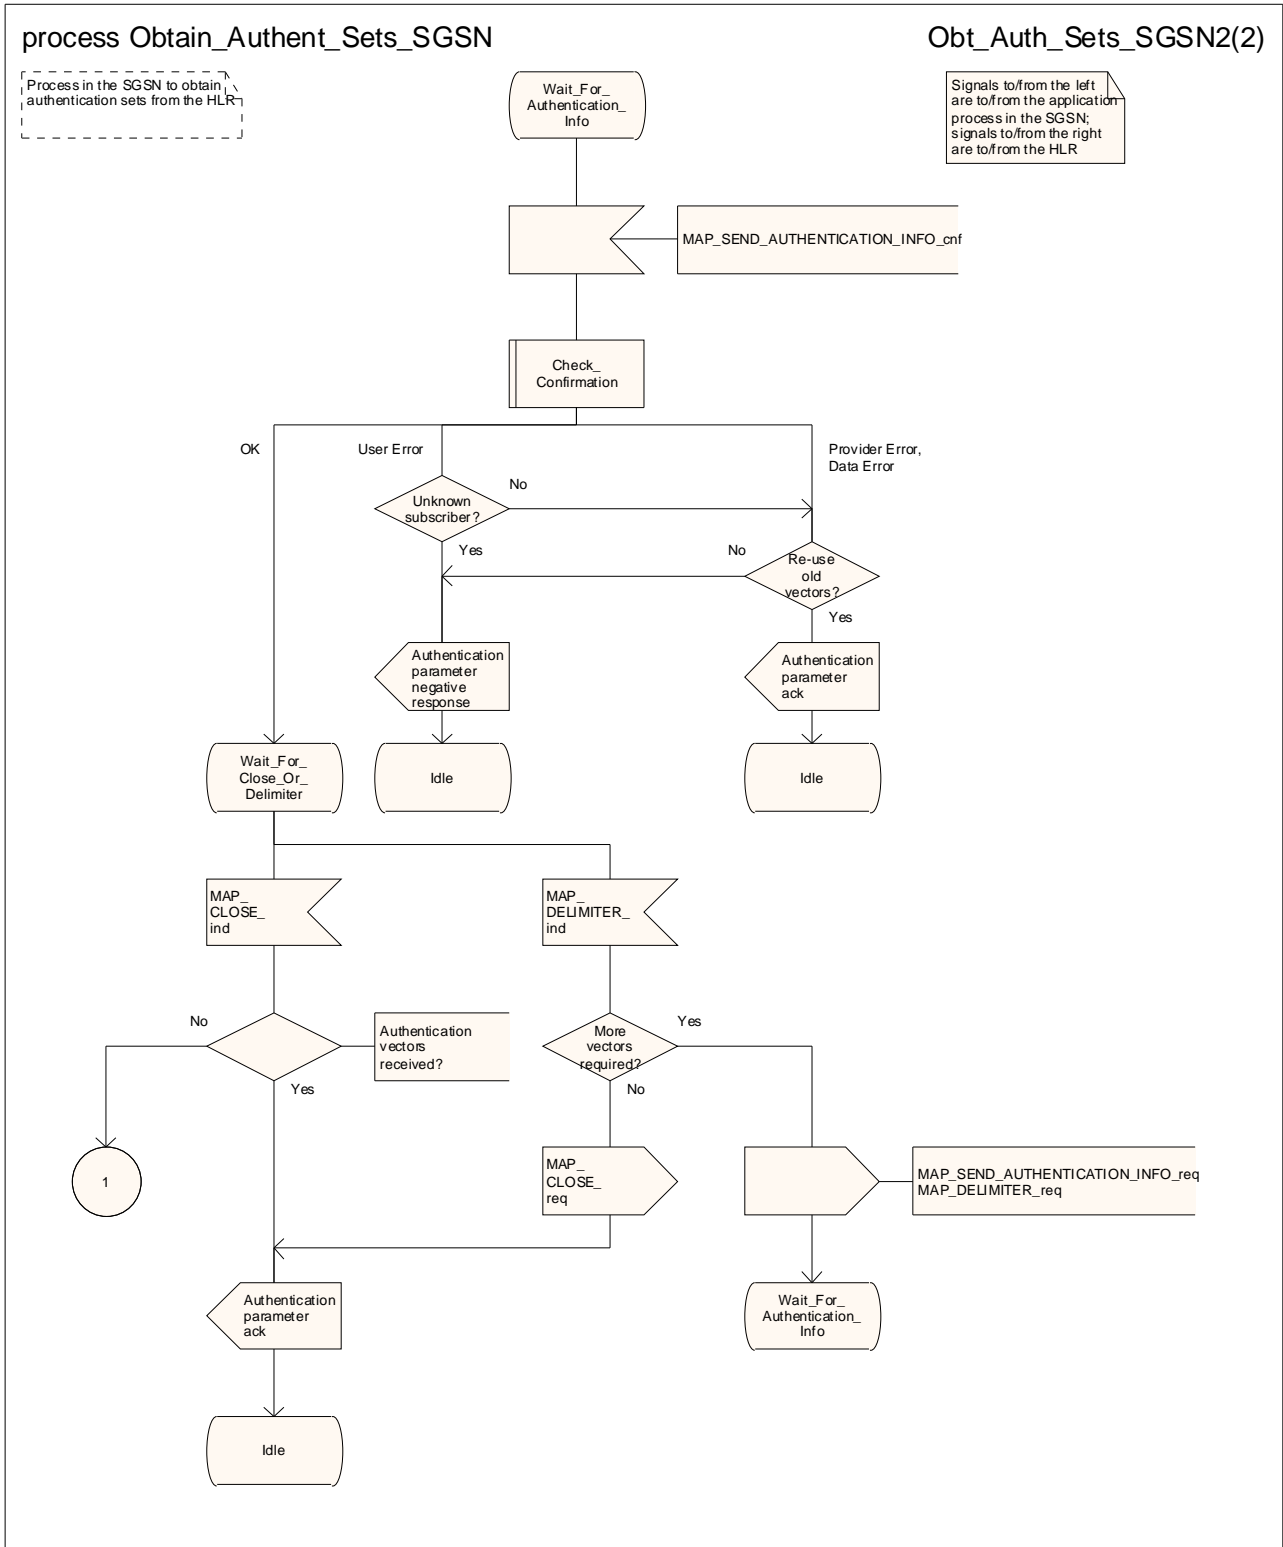 process Obtain_Authent_Sets_SGSN
Obt_Auth_Sets_SGSN2(2)
Process in the SGSN to obtain
authentication sets from the HLR
Wait_For_
Authentication_
Info
Signals to/from the left
are to/from the application
process in the SGSN;
signals to/from the right
are to/from the HLR
MAP_SEND_AUTHENTICATION_INFO_cnf
Check_
Confirmation
OK
User Error
Provider Error,
Data Error
Unknown
subscriber?
No
Yes
No
Re-use
old
vectors?
Yes
Authentication
parameter
negative
response
Authentication
parameter
ack
Wait_For_
Close_Or_
Delimiter
Idle
Idle
MAP_
CLOSE_
ind
MAP_
DELIMITER_
ind
No
Authentication
vectors
received?
Yes
More
vectors
required?
Yes
No
1
MAP_
CLOSE_
req
MAP_SEND_AUTHENTICATION_INFO_req
MAP_DELIMITER_req
Authentication
parameter
ack
Wait_For_
Authentication_
Info
Idle